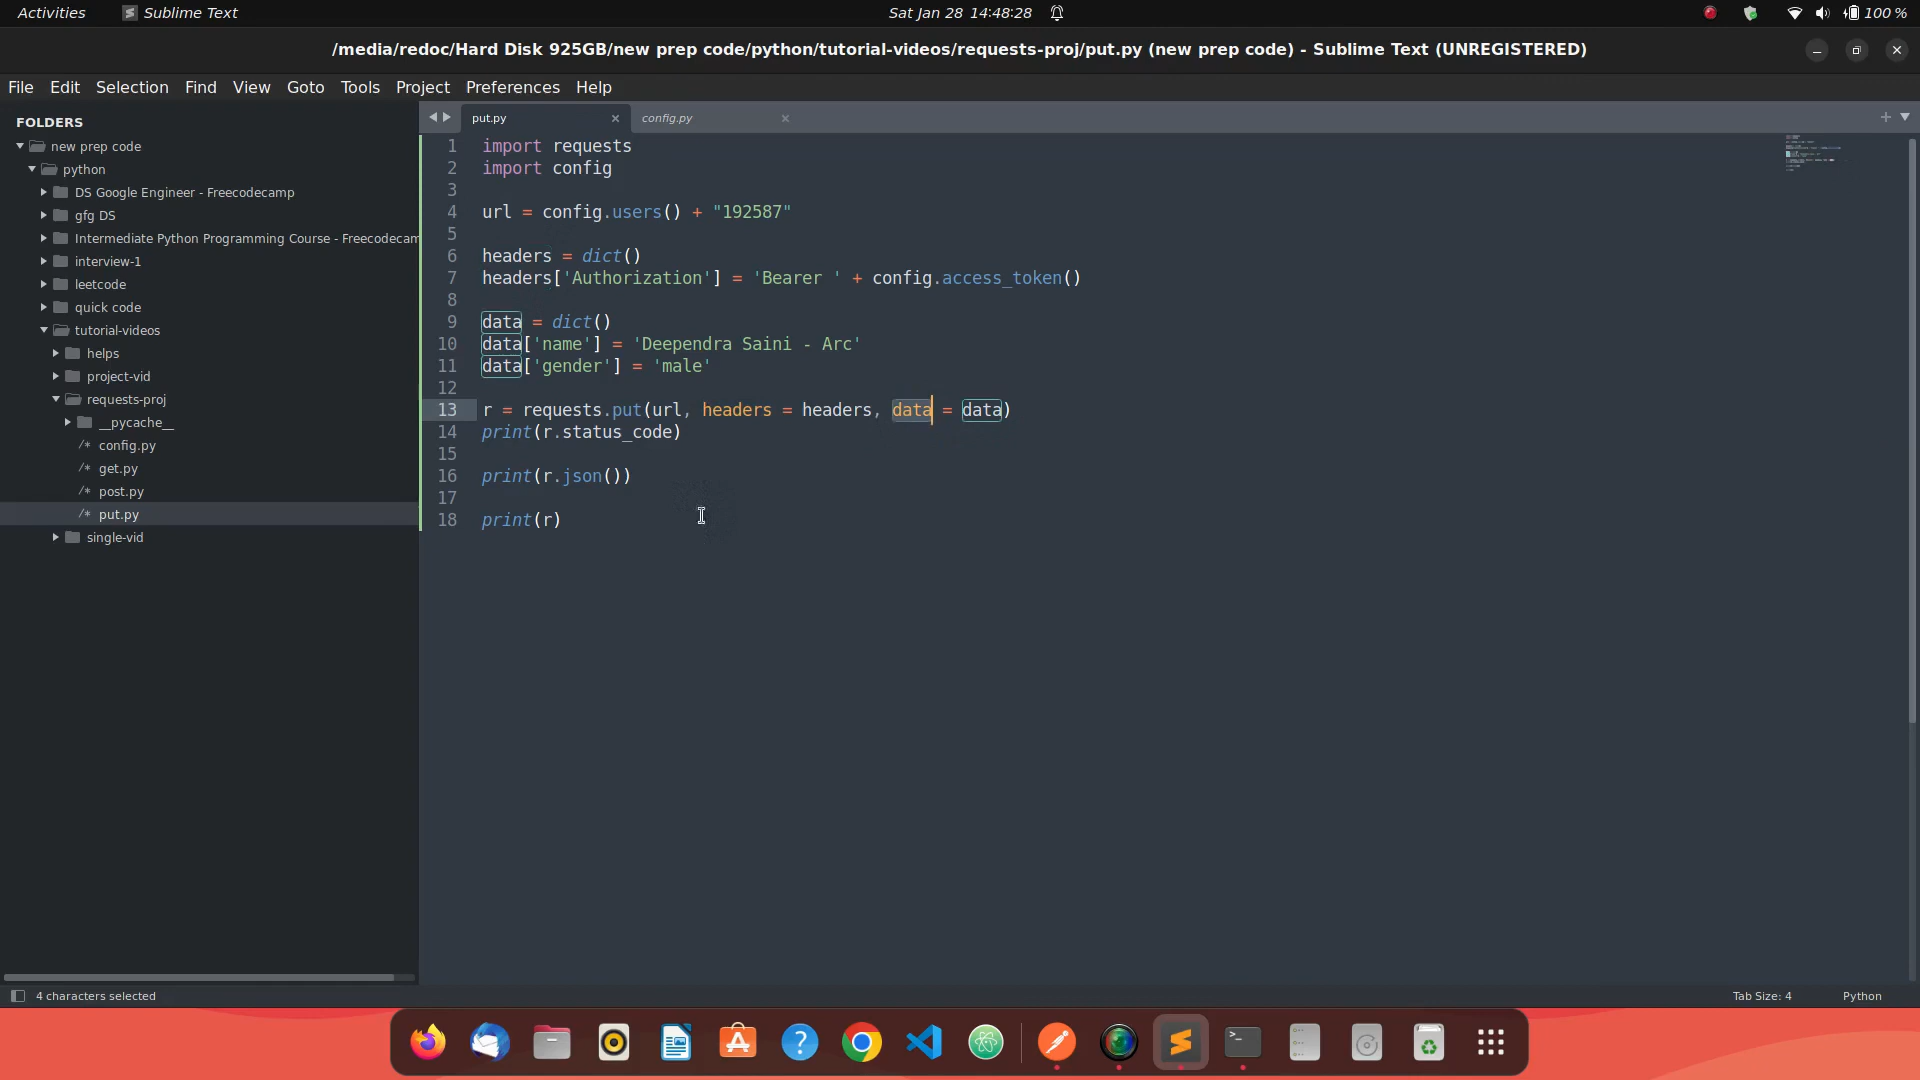 Activities Sublime Text Sat Jan 28 14:48:28 100 %
/media/redoc/Hard Disk 925GB/new prep code/python/tutorial-videos/requests-proj/put.py (new prep code) - Sublime Text (UNREGISTERED)
File Edit Selection Find View Goto Tools Project Preferences Help
FOLDERS
new prep code
python
DS Google Engineer - Freecodecamp
gfg DS
Intermediate Python Programming Course - Freecodecam
interview-1
leetcode
quick code
tutorial-videos
helps
project-vid
requests-proj
__pycache__
/* config.py
/* get.py
/* post.py
/* put.py
single-vid
put.py config.py
1 import requests
2 import config
3
4 url = config.users() + "192587"
5
6 headers = dict()
7 headers['Authorization'] = 'Bearer ' + config.access_token()
8
9 data = dict()
10 data['name'] = 'Deependra Saini - Arc'
11 data['gender'] = 'male'
12
13 r = requests.put(url, headers = headers, data = data)
14 print(r.status_code)
15
16 print(r.json())
17
18 print(r)
4 characters selected Tab Size: 4 Python